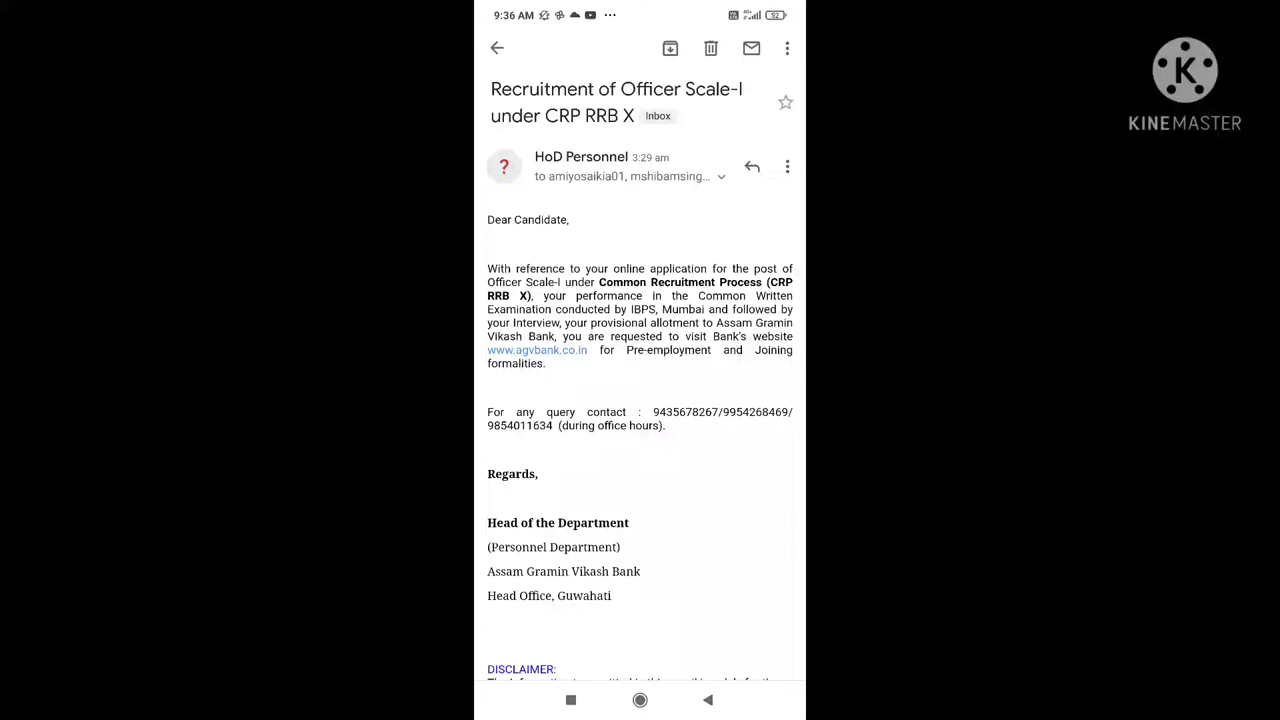 9:36 AM
52
Recruitment of Officer Scale-I
under CRP RRB X Inbox
HoD Personnel 3:29 am
to amiyosaikia01, mshibamsing...
Dear Candidate,
With reference to your online application for the post of
Officer Scale-I under Common Recruitment Process (CRP
RRB X), your performance in the Common Written
Examination conducted by IBPS, Mumbai and followed by
your Interview, your provisional allotment to Assam Gramin
Vikash Bank, you are requested to visit Bank's website
www.agvbank.co.in for Pre-employment and Joining
formalities.
For any query contact : 9435678267/9954268469/
9854011634 (during office hours).
Regards,
Head of the Department
(Personnel Department)
Assam Gramin Vikash Bank
Head Office, Guwahati
DISCLAIMER:
K
KINEMASTER